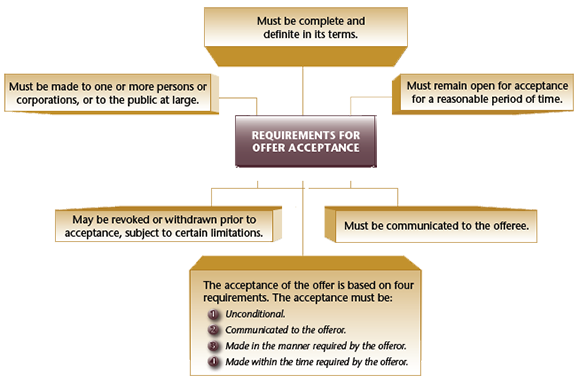 Must be complete and
definite in its terms.
Must be made to one or more persons or
corporations, or to the public at large.
Must remain open for acceptance
for a reasonable period of time.
REQUIREMENTS FOR
OFFER ACCEPTANCE
May be revoked or withdrawn prior to
acceptance, subject to certain limitations.
Must be communicated to the offeree.
The acceptance of the offer is based on four
requirements. The acceptance must be:
1 Unconditional.
2 Communicated to the offeror.
3 Made in the manner required by the offeror.
4 Made within the time required by the offeror.